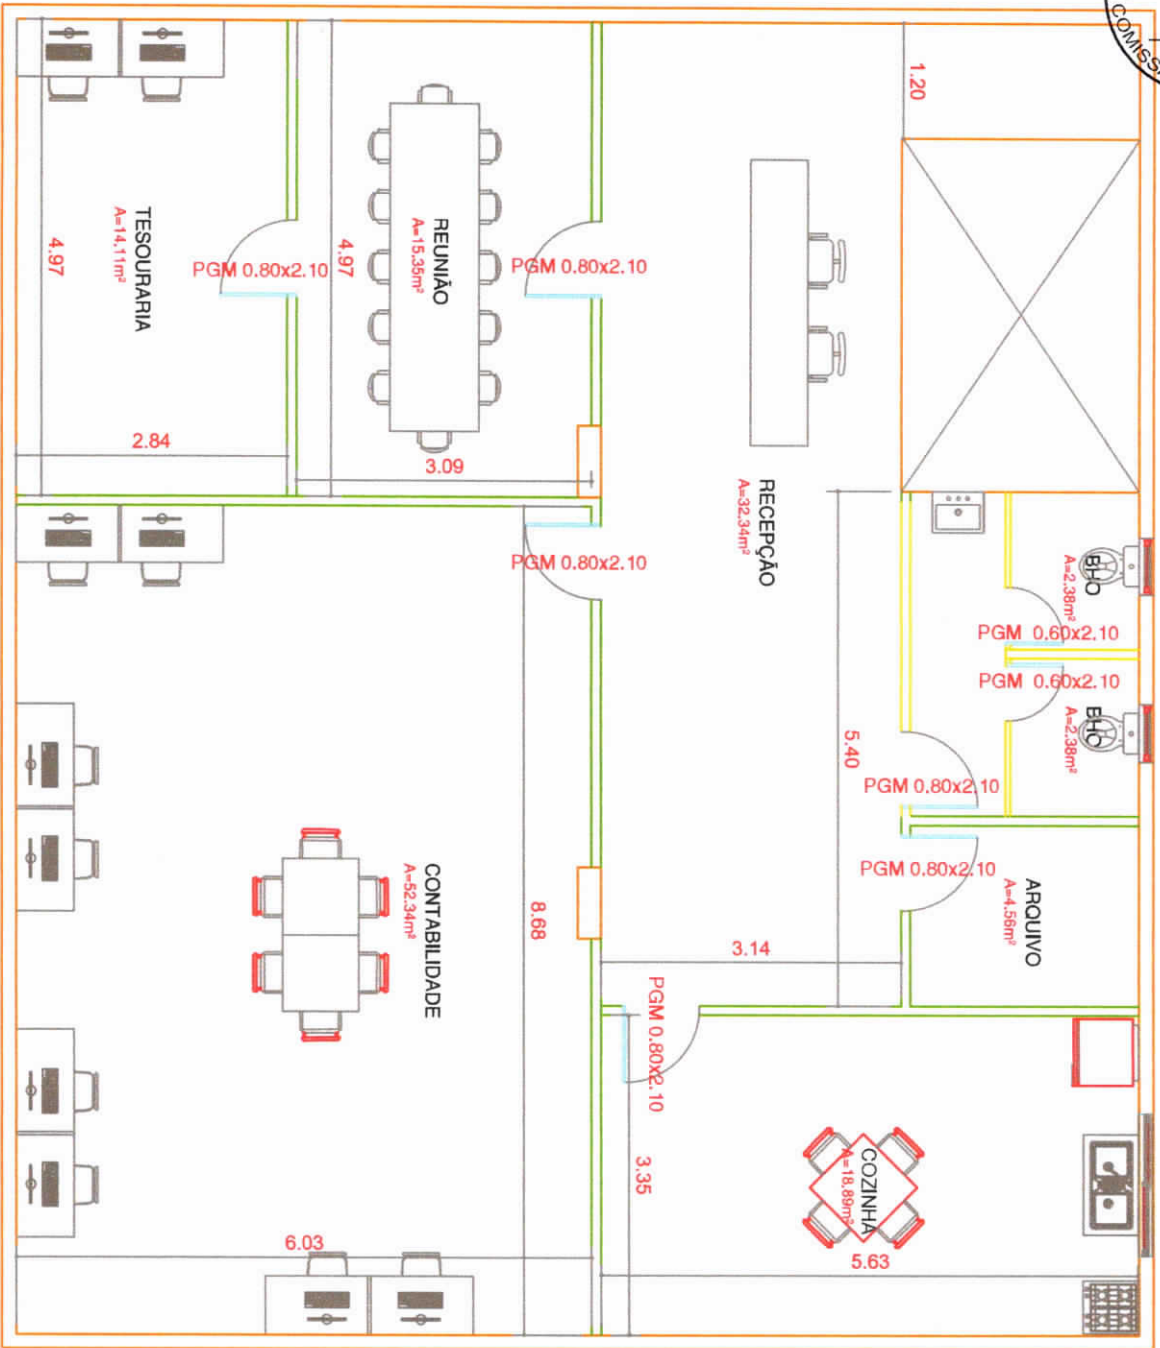 COMISS
1.20
TESOURARIA
A=14,11m²
4.97
2.84
PGM 0.80x2.10
REUNIÃO
A=15.35m²
4.97
3.09
PGM 0.80x2.10
RECEPÇÃO
A=32.34m²
PGM 0.80x2.10
5.40
3.14
BHO
A=2.38m²
PGM 0.60x2.10
PGM 0.60x2.10
BHO
A=2.38m²
PGM 0.80x2.10
PGM 0.80x2.10
ARQUIVO
A=4.56m²
CONTABILIDADE
A=52.34m²
8.68
6.03
PGM 0.80x2.10
COZINHA
A=18.89m²
3.35
5.63